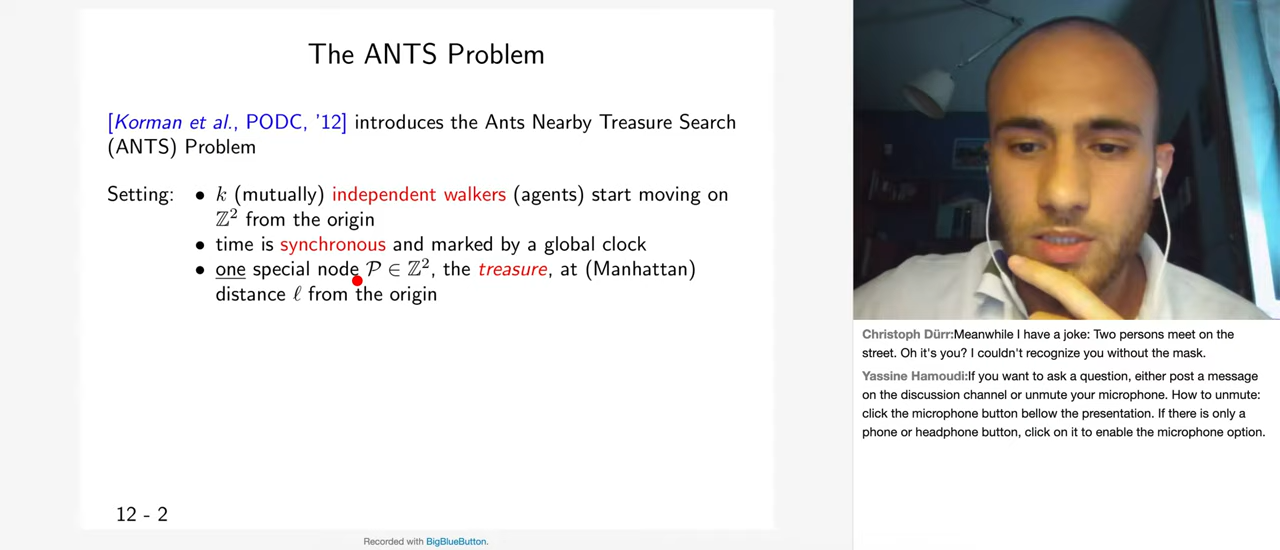 The ANTS Problem
[Korman et al., PODC, '12] introduces the Ants Nearby Treasure Search
(ANTS) Problem
Setting: • k (mutually) independent walkers (agents) start moving on
ℤ² from the origin
• time is synchronous and marked by a global clock
• one special node 𝒫 ∈ ℤ², the treasure, at (Manhattan)
distance ℓ from the origin
12 - 2
Recorded with BigBlueButton.
Christoph Dürr:Meanwhile I have a joke: Two persons meet on the
street. Oh it's you? I couldn't recognize you without the mask.
Yassine Hamoudi:If you want to ask a question, either post a message
on the discussion channel or unmute your microphone. How to unmute:
click the microphone button bellow the presentation. If there is only a
phone or headphone button, click on it to enable the microphone option.